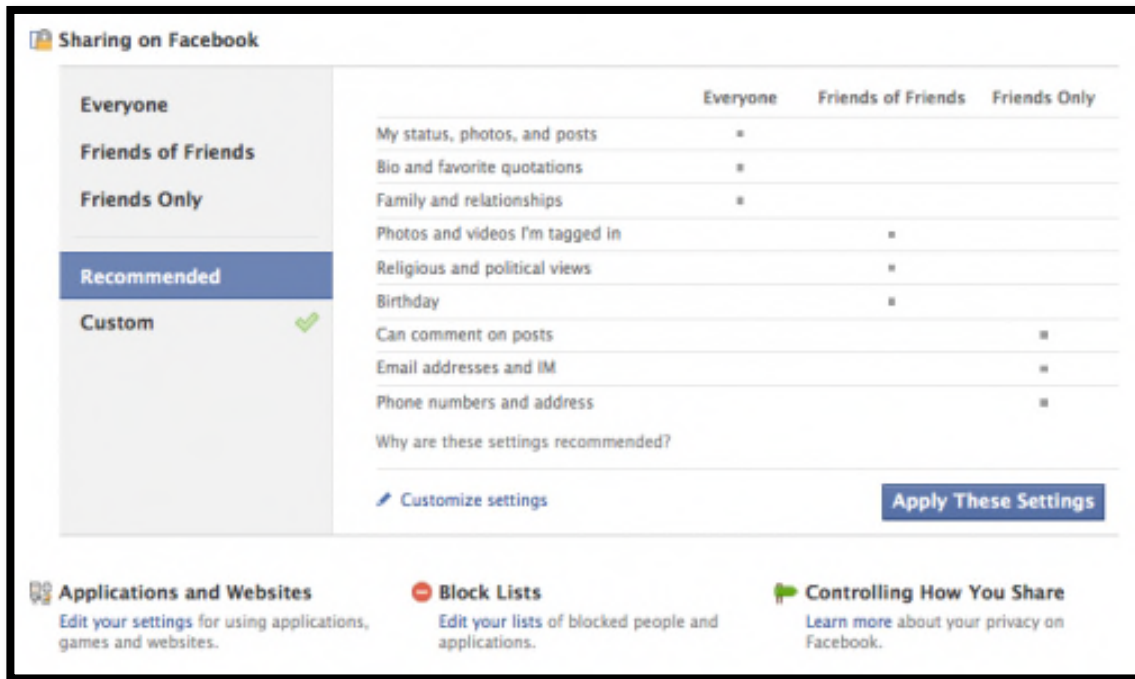 Sharing on Facebook
Everyone
Friends of Friends
Friends Only
Recommended
Custom
Everyone Friends of Friends Friends Only
My status, photos, and posts
Bio and favorite quotations
Family and relationships
Photos and videos I'm tagged in
Religious and political views
Birthday
Can comment on posts
Email addresses and IM
Phone numbers and address
Why are these settings recommended?
Customize settings
Apply These Settings
Applications and Websites
Edit your settings for using applications,
games and websites.
Block Lists
Edit your lists of blocked people and
applications.
Controlling How You Share
Learn more about your privacy on
Facebook.